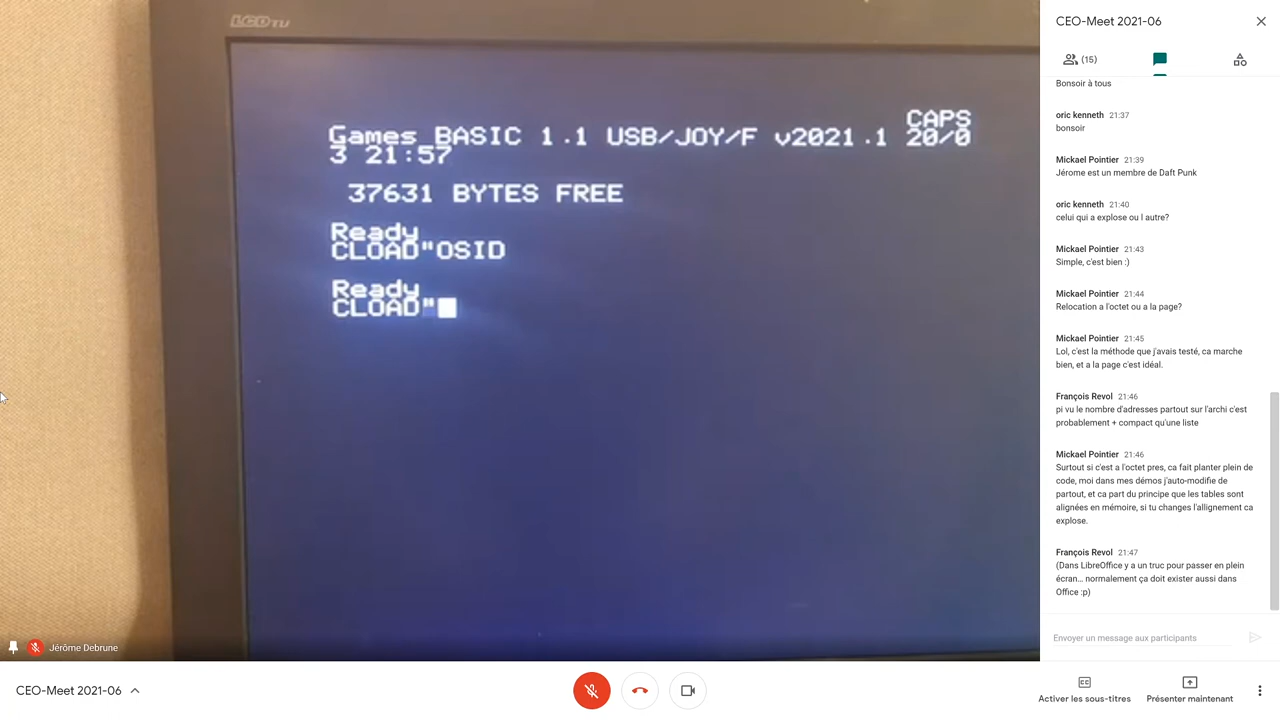 LCD TV
CAPS
Games BASIC 1.1 USB/JOY/F v2021.1 20/0
3 21:57
37631 BYTES FREE
Ready
CLOAD"OSID
Ready
CLOAD"
Jérôme Debrune
CEO-Meet 2021-06
CEO-Meet 2021-06
(15)
Bonsoir à tous
oric kenneth 21:37
bonsoir
Mickael Pointier 21:39
Jérome est un membre de Daft Punk
oric kenneth 21:40
celui qui a explose ou l autre?
Mickael Pointier 21:43
Simple, c'est bien :)
Mickael Pointier 21:44
Relocation a l'octet ou a la page?
Mickael Pointier 21:45
Lol, c'est la méthode que j'avais testé, ca marche
bien, et a la page c'est idéal.
François Revol 21:46
pi vu le nombre d'adresses partout sur l'archi c'est
probablement + compact qu'une liste
Mickael Pointier 21:46
Surtout si c'est a l'octet pres, ca fait planter plein de
code, moi dans mes démos j'auto-modifie de
partout, et ca part du principe que les tables sont
alignées en mémoire, si tu changes l'allignement ca
explose.
François Revol 21:47
(Dans LibreOffice y a un truc pour passer en plein
écran… normalement ça doit exister aussi dans
Office :p)
Envoyer un message aux participants
Activer les sous-titres
Présenter maintenant